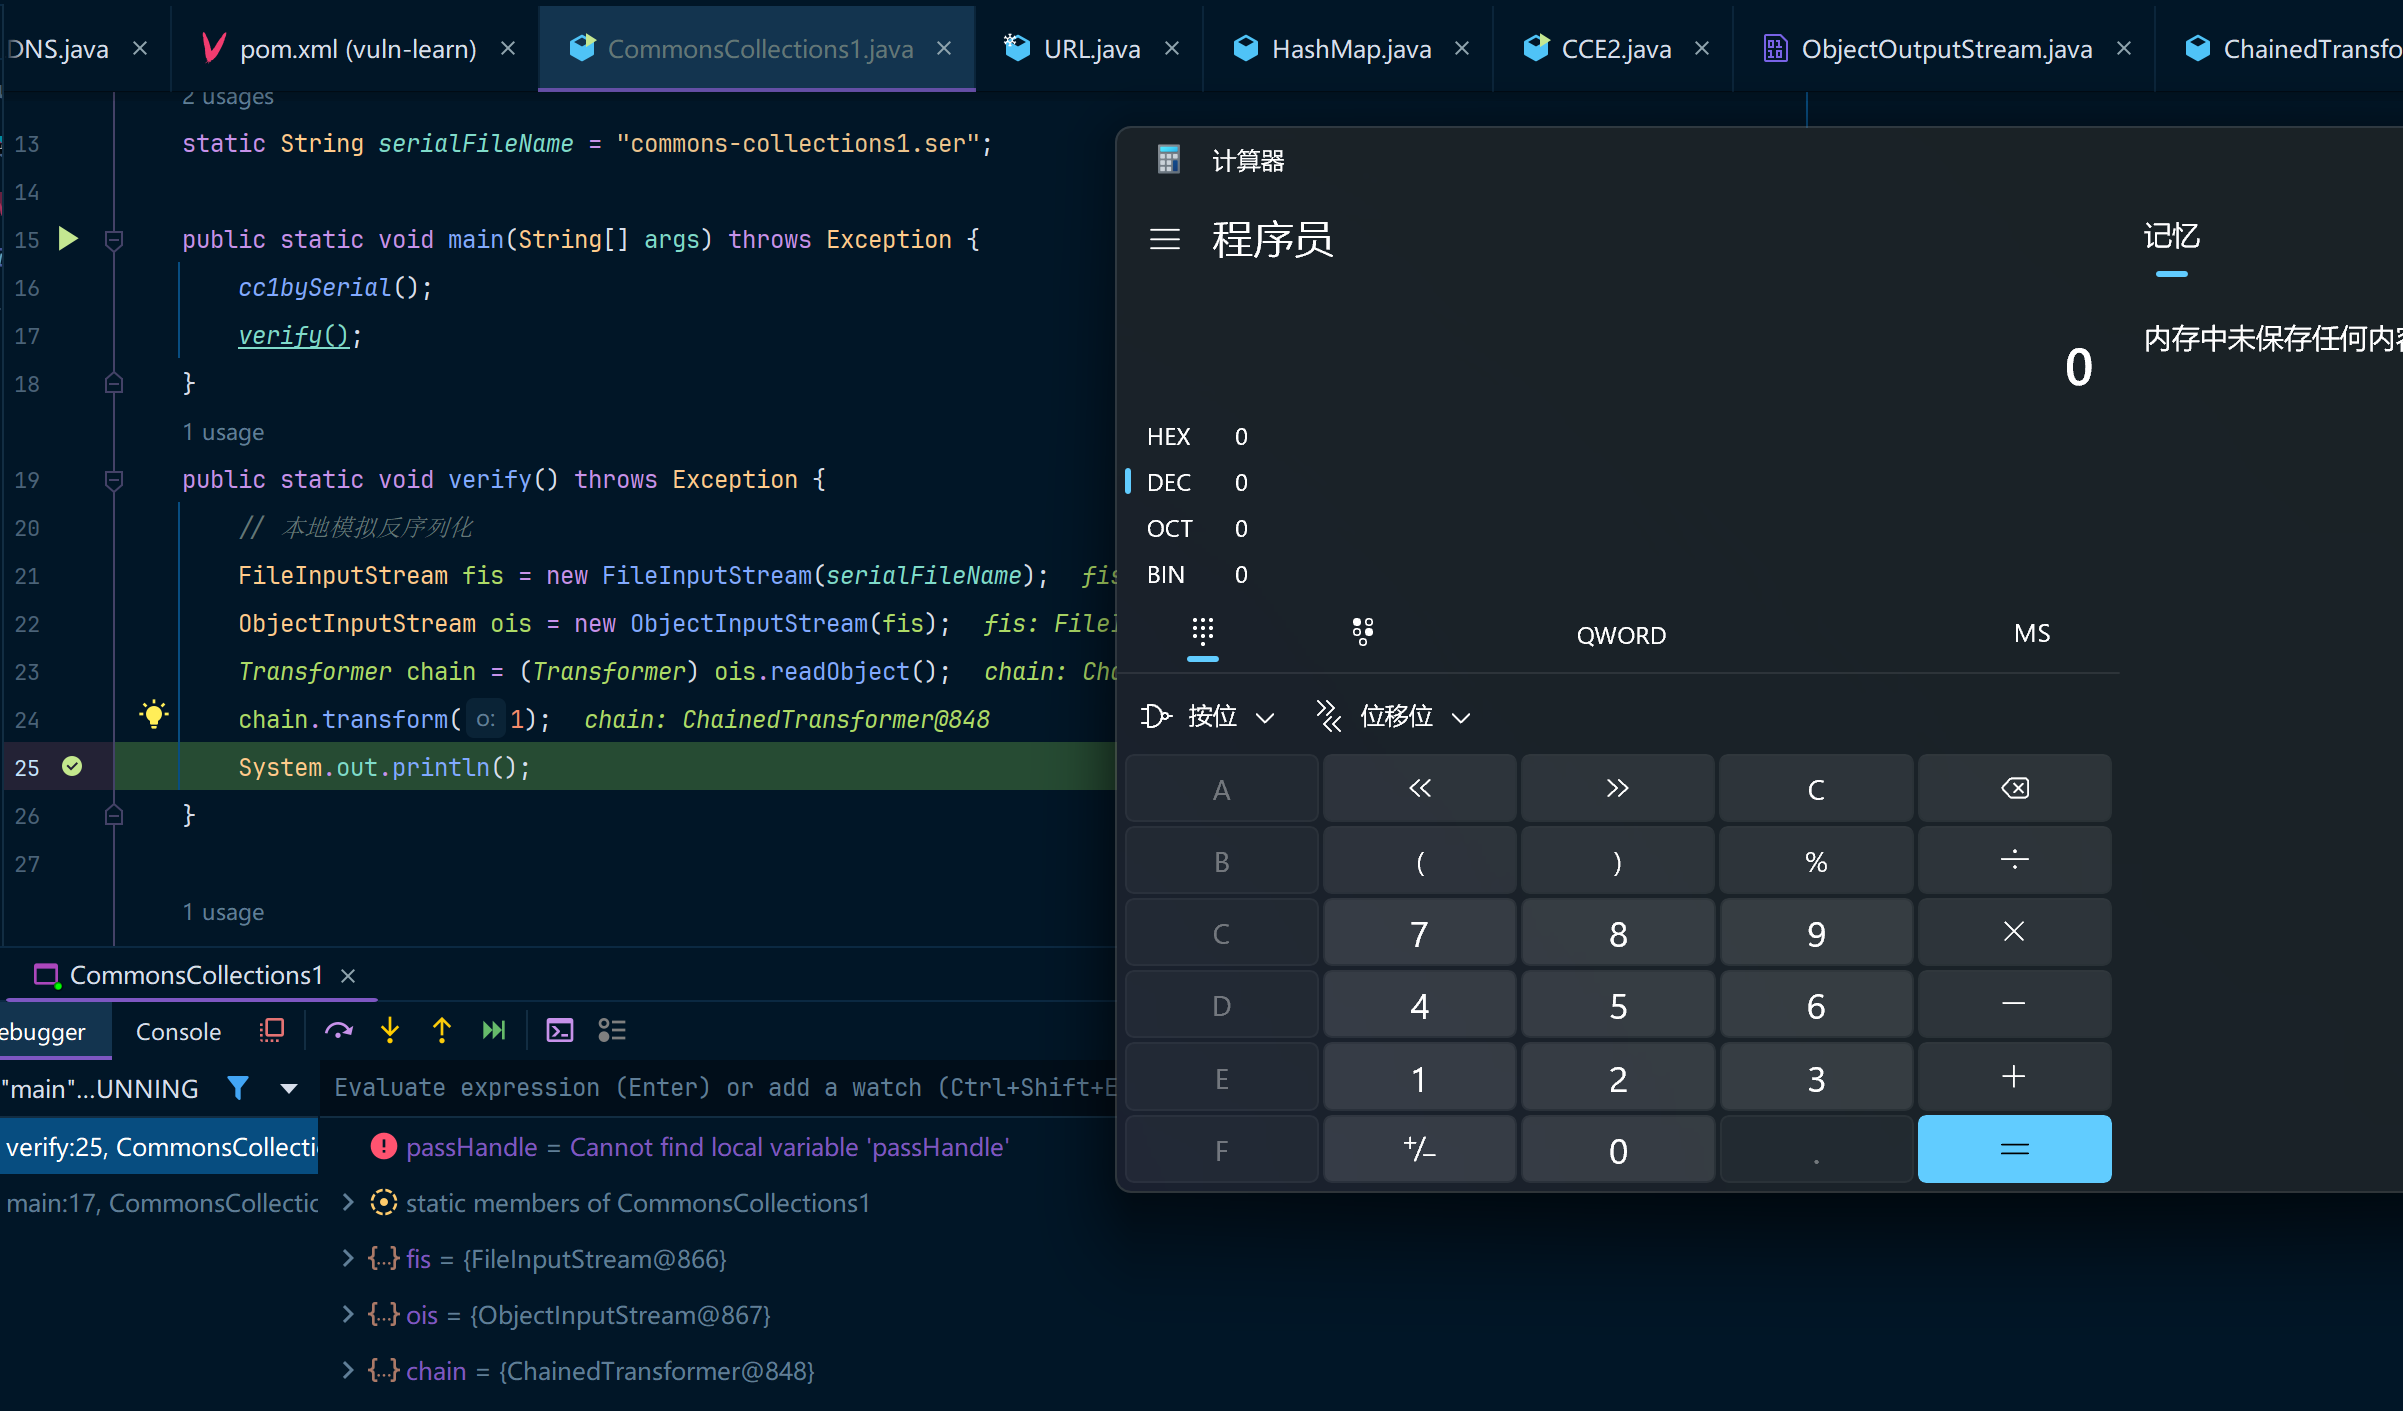 DNS.java
pom.xml (vuln-learn)
CommonsCollections1.java
URL.java
HashMap.java
CCE2.java
ObjectOutputStream.java
ChainedTransfo
2 usages
13 static String serialFileName = "commons-collections1.ser";
14
15 public static void main(String[] args) throws Exception {
16 cc1bySerial();
17 verify();
18 }
1 usage
19 public static void verify() throws Exception {
20 // 本地模拟反序列化
21 FileInputStream fis = new FileInputStream(serialFileName); fis
22 ObjectInputStream ois = new ObjectInputStream(fis); fis: FileI
23 Transformer chain = (Transformer) ois.readObject(); chain: Cha
24 chain.transform( o: 1); chain: ChainedTransformer@848
25 System.out.println();
26 }
27
1 usage
计算器
程序员
记忆
内存中未保存任何内容
0
HEX 0
DEC 0
OCT 0
BIN 0
QWORD
MS
按位
位移位
A « » C
B ( ) % ÷
C 7 8 9 ×
D 4 5 6 −
E 1 2 3 +
F +/− 0 . =
CommonsCollections1
ebugger
Console
"main"...UNNING
Evaluate expression (Enter) or add a watch (Ctrl+Shift+E
verify:25, CommonsCollecti
main:17, CommonsCollectic
passHandle = Cannot find local variable 'passHandle'
static members of CommonsCollections1
fis = {FileInputStream@866}
ois = {ObjectInputStream@867}
chain = {ChainedTransformer@848}